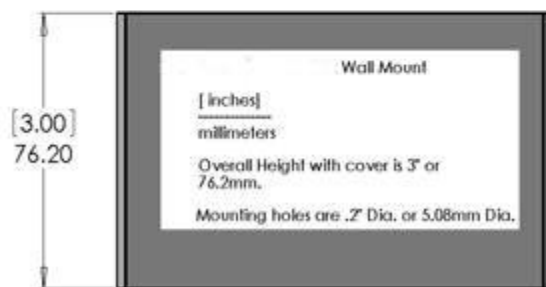 Wall Mount
[inches]
millimeters
[3.00]
76.20
Overall Height with cover is 3" or
76.2mm.
Mounting holes are .2" Dia. or 5.08mm Dia.